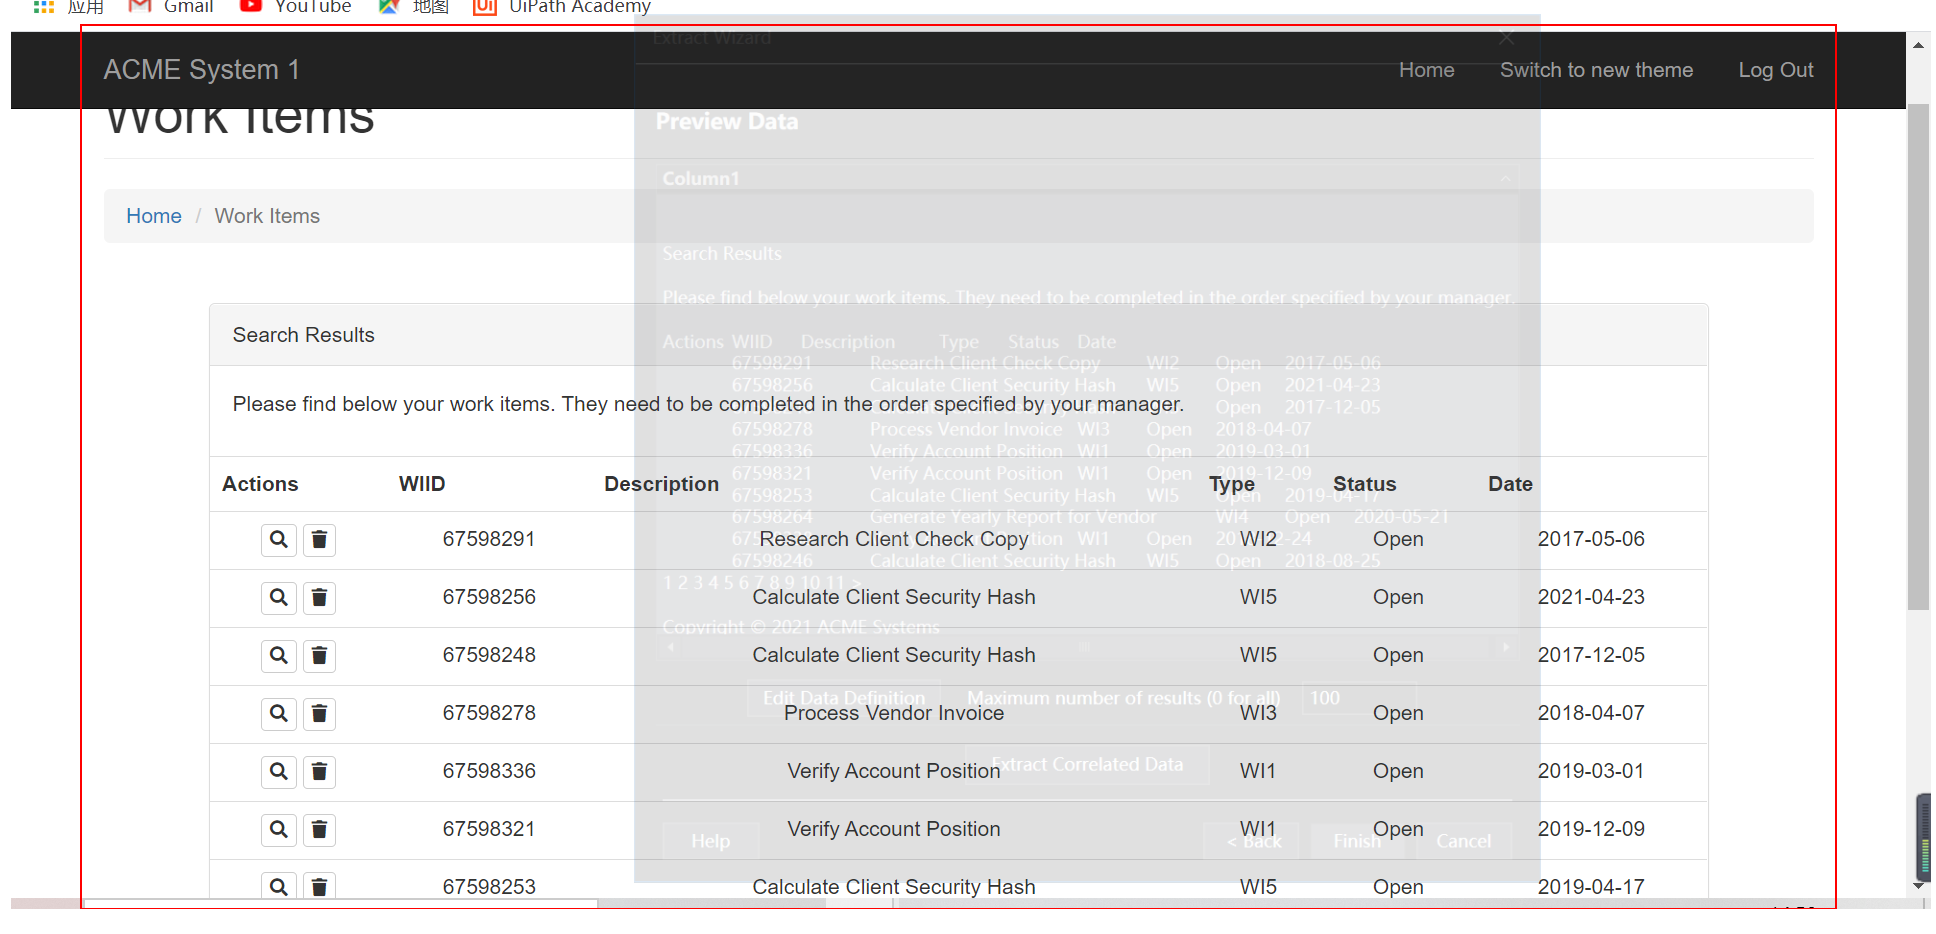 应用 Gmail YouTube 地图 UiPath Academy
Extract Wizard
ACME System 1 Home Switch to new theme Log Out
Work Items
Preview Data
Column1
Home / Work Items
Search Results
Please find below your work items. They need to be completed in the order specified by your manager.
Actions WIID Description Type Status Date
67598291 Research Client Check Copy WI2 Open 2017-05-06
67598256 Calculate Client Security Hash WI5 Open 2021-04-23
Open 2017-12-05
67598278 Process Vendor Invoice WI3 Open 2018-04-07
67598336 Verify Account Position WI1 Open 2019-03-01
67598321 Verify Account Position WI1 Open 2019-12-09
67598253 Calculate Client Security Hash WI5 Open 2019-04-17
67598264 Generate Yearly Report for Vendor WI4 Open 2020-05-21
WI1 Open
67598246 Calculate Client Security Hash WI5 Open 2018-08-25
1 2 3 4 5 6 7 8 9 10 11 >
Copyright © 2021 ACME Systems
Edit Data Definition Maximum number of results (0 for all) 100
Extract Correlated Data
Help < Back Finish Cancel
Search Results
Please find below your work items. They need to be completed in the order specified by your manager.
Actions WIID Description Type Status Date
67598291 Research Client Check Copy WI2 Open 2017-05-06
67598256 Calculate Client Security Hash WI5 Open 2021-04-23
67598248 Calculate Client Security Hash WI5 Open 2017-12-05
67598278 Process Vendor Invoice WI3 Open 2018-04-07
67598336 Verify Account Position WI1 Open 2019-03-01
67598321 Verify Account Position WI1 Open 2019-12-09
67598253 Calculate Client Security Hash WI5 Open 2019-04-17